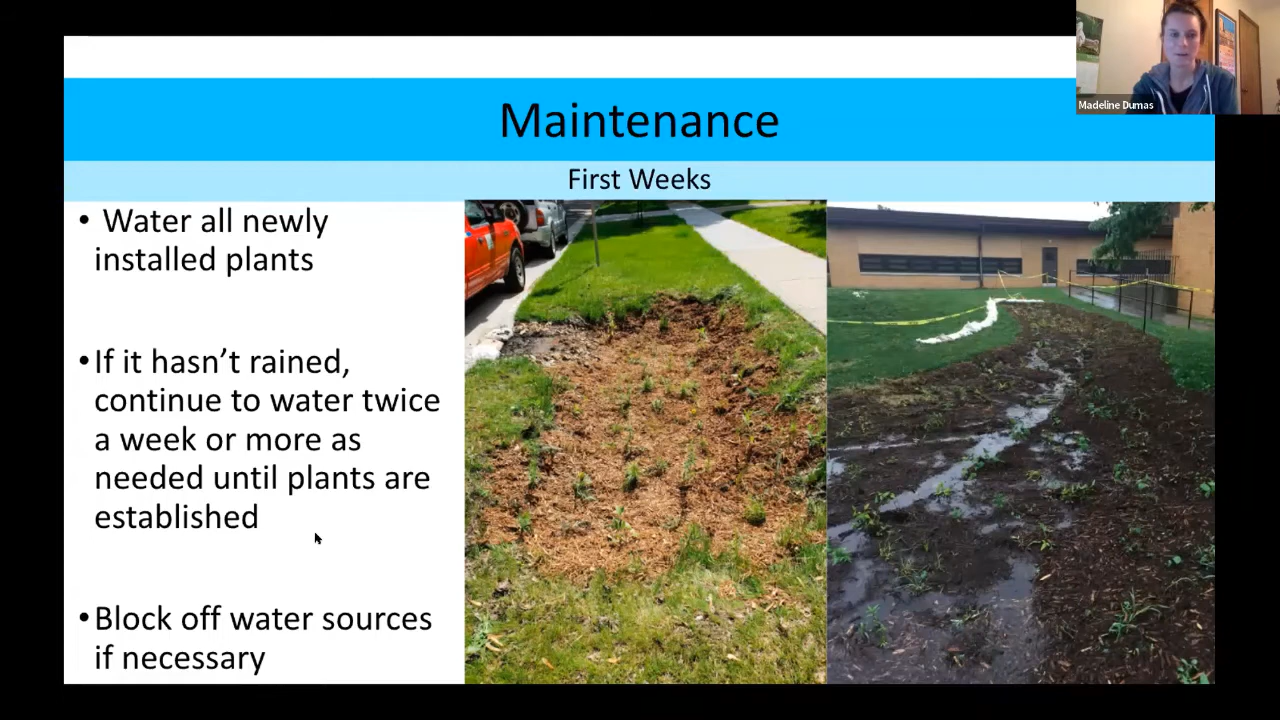 Madeline Dumas
Maintenance
First Weeks
• Water all newly
installed plants
•If it hasn’t rained,
continue to water twice
a week or more as
needed until plants are
established
•Block off water sources
if necessary